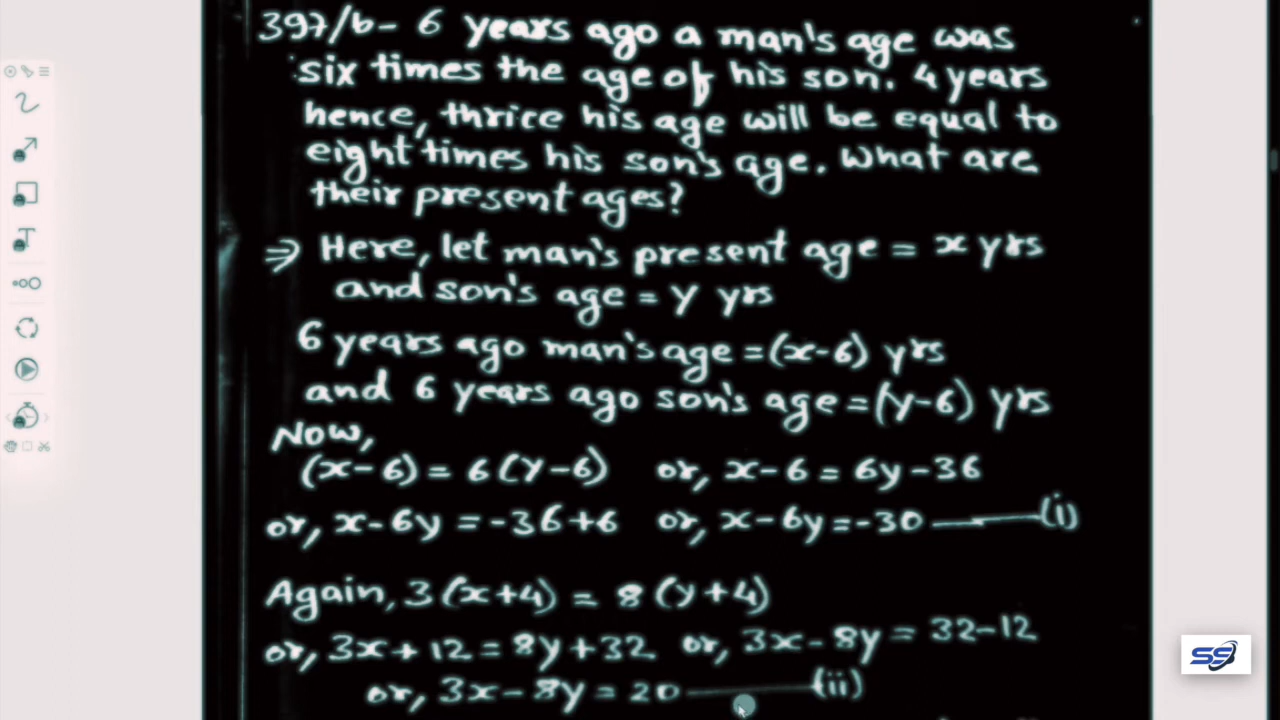 397/b- 6 years ago a man's age was
six times the age of his son. 4 years
hence, thrice his age will be equal to
eight times his son's age. What are
their present ages?
⇒ Here, let man's present age = x yrs
and son's age = y yrs
6 years ago man's age = (x-6) yrs
and 6 years ago son's age = (y-6) yrs
Now,
(x-6) = 6 (y-6) or, x-6 = 6y-36
or, x-6y = -36+6 or, x-6y = -30 ——(i)
Again, 3 (x+4) = 8 (y+4)
or, 3x+12 = 8y+32 or, 3x-8y = 32-12
or, 3x-8y = 20 ——(ii)
SS